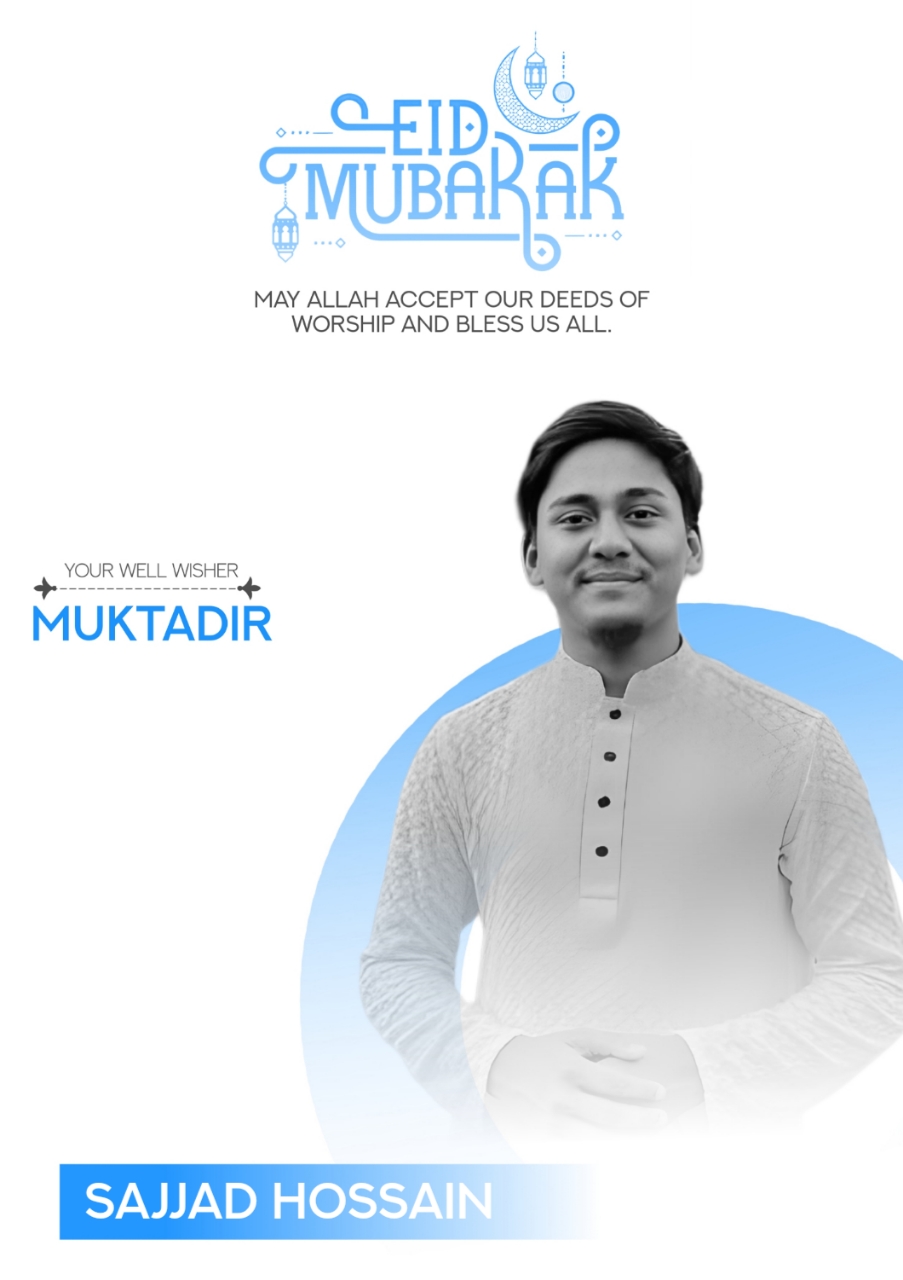 EID
MUBARAK
MAY ALLAH ACCEPT OUR DEEDS OF
WORSHIP AND BLESS US ALL.
YOUR WELL WISHER
MUKTADIR
SAJJAD HOSSAIN